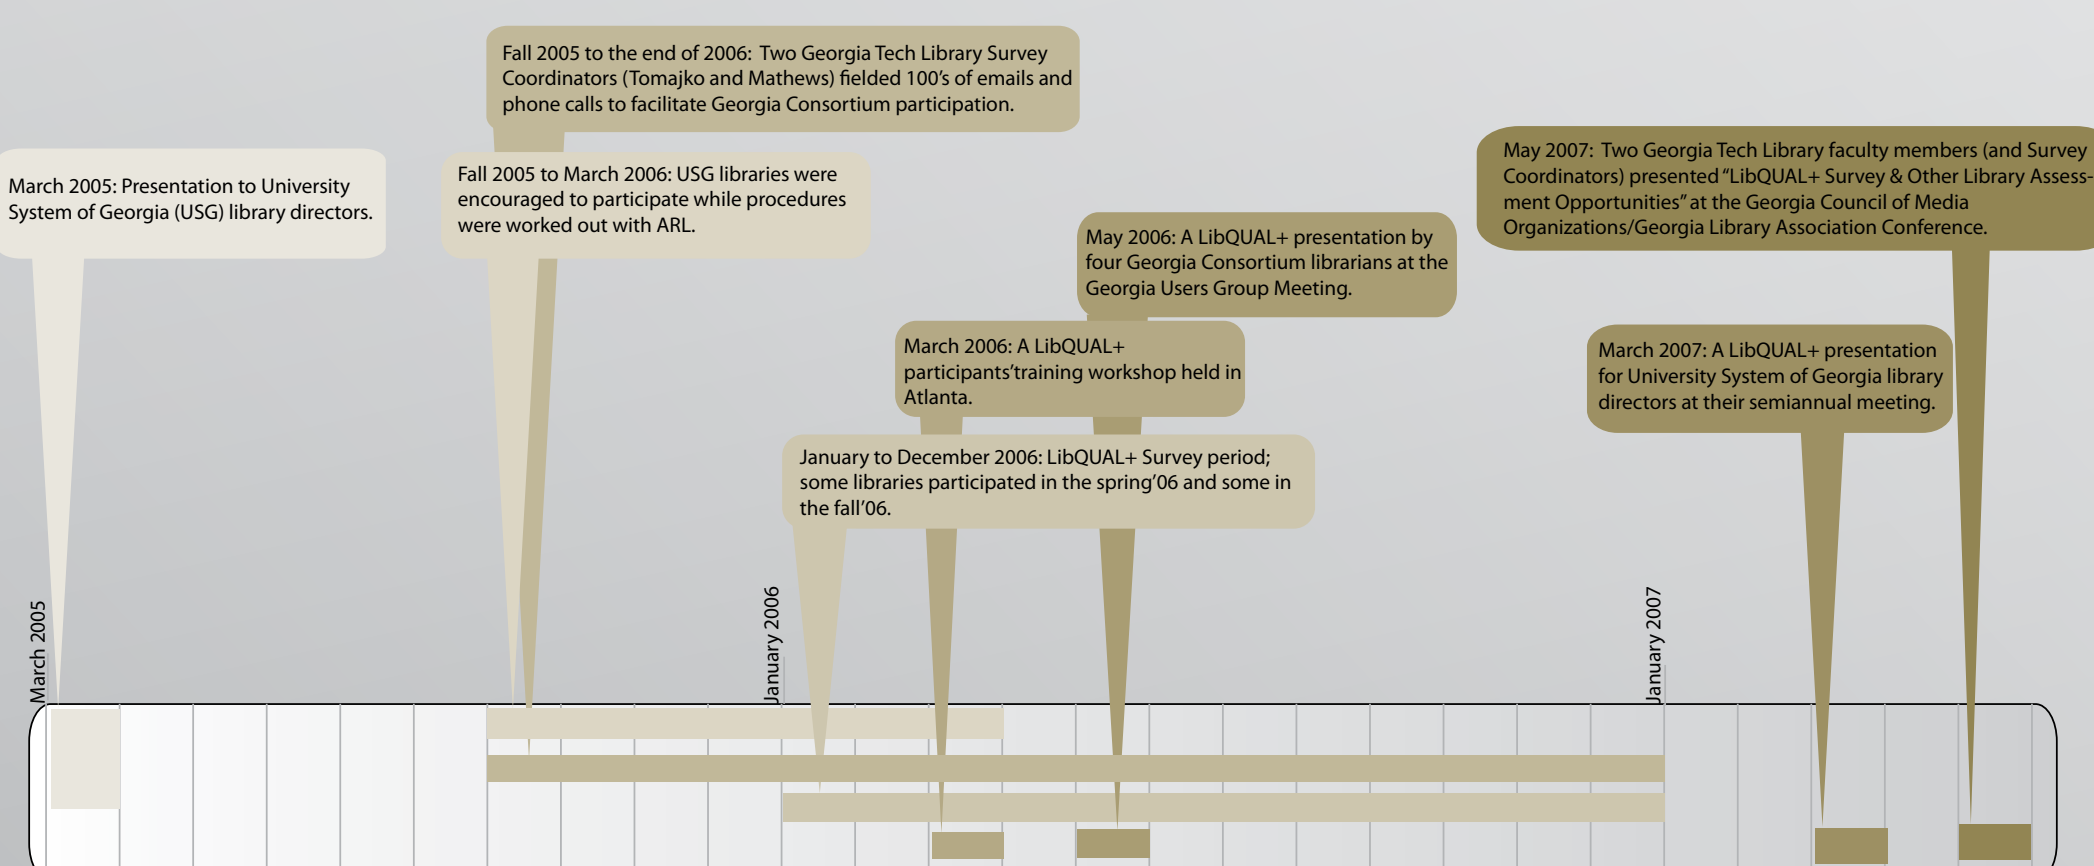 Fall 2005 to the end of 2006: Two Georgia Tech Library Survey
Coordinators (Tomajko and Mathews) fielded 100's of emails and
phone calls to facilitate Georgia Consortium participation.
March 2005: Presentation to University
System of Georgia (USG) library directors.
Fall 2005 to March 2006: USG libraries were
encouraged to participate while procedures
were worked out with ARL.
May 2007: Two Georgia Tech Library faculty members (and Survey
Coordinators) presented "LibQUAL+ Survey & Other Library Assess-
ment Opportunities" at the Georgia Council of Media
Organizations/Georgia Library Association Conference.
May 2006: A LibQUAL+ presentation by
four Georgia Consortium librarians at the
Georgia Users Group Meeting.
March 2006: A LibQUAL+
participants'training workshop held in
Atlanta.
March 2007: A LibQUAL+ presentation
for University System of Georgia library
directors at their semiannual meeting.
January to December 2006: LibQUAL+ Survey period;
some libraries participated in the spring'06 and some in
the fall'06.
March 2005
January 2006
January 2007